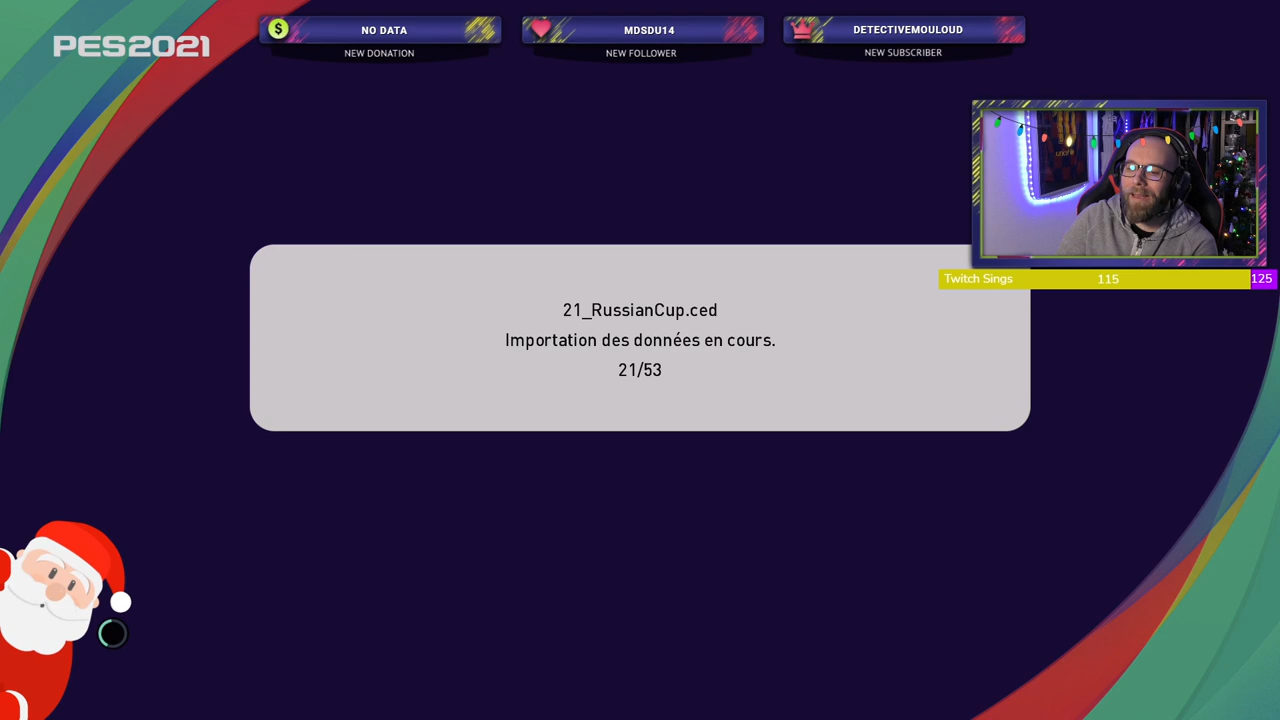 PES2021
NO DATA
NEW DONATION
MDSDU14
NEW FOLLOWER
DETECTIVEMOULOUD
NEW SUBSCRIBER
Twitch Sings
115
125
21_RussianCup.ced
Importation des données en cours.
21/53